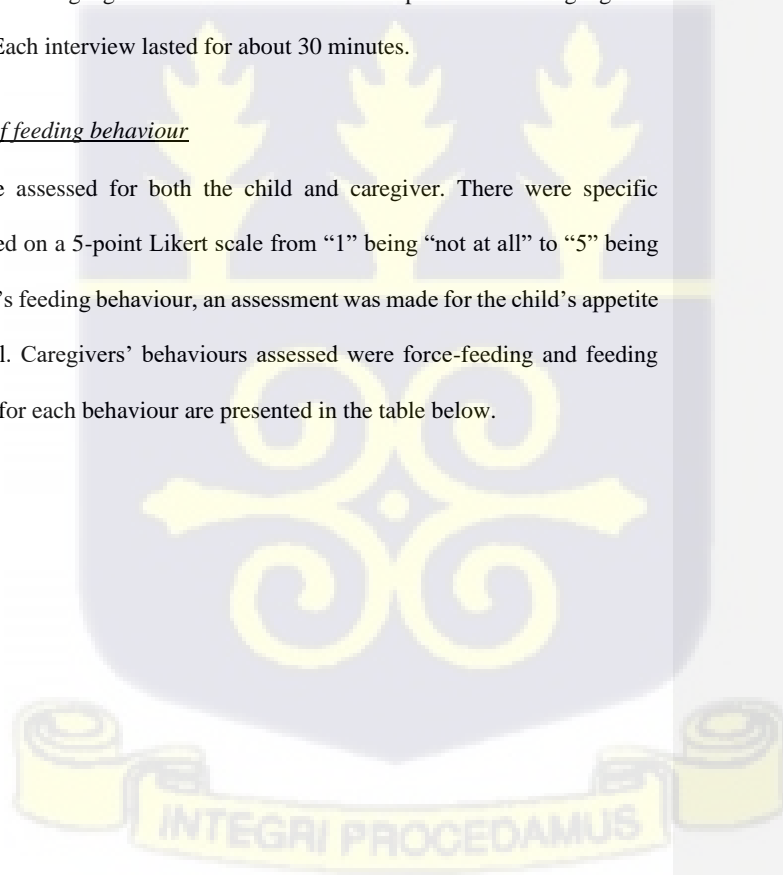 Each interview lasted for about 30 minutes.
f feeding behaviour
e assessed for both the child and caregiver. There were specific
ed on a 5-point Likert scale from “1” being “not at all” to “5” being
’s feeding behaviour, an assessment was made for the child’s appetite
l. Caregivers’ behaviours assessed were force-feeding and feeding
for each behaviour are presented in the table below.
INTEGRI PROCEDAMUS